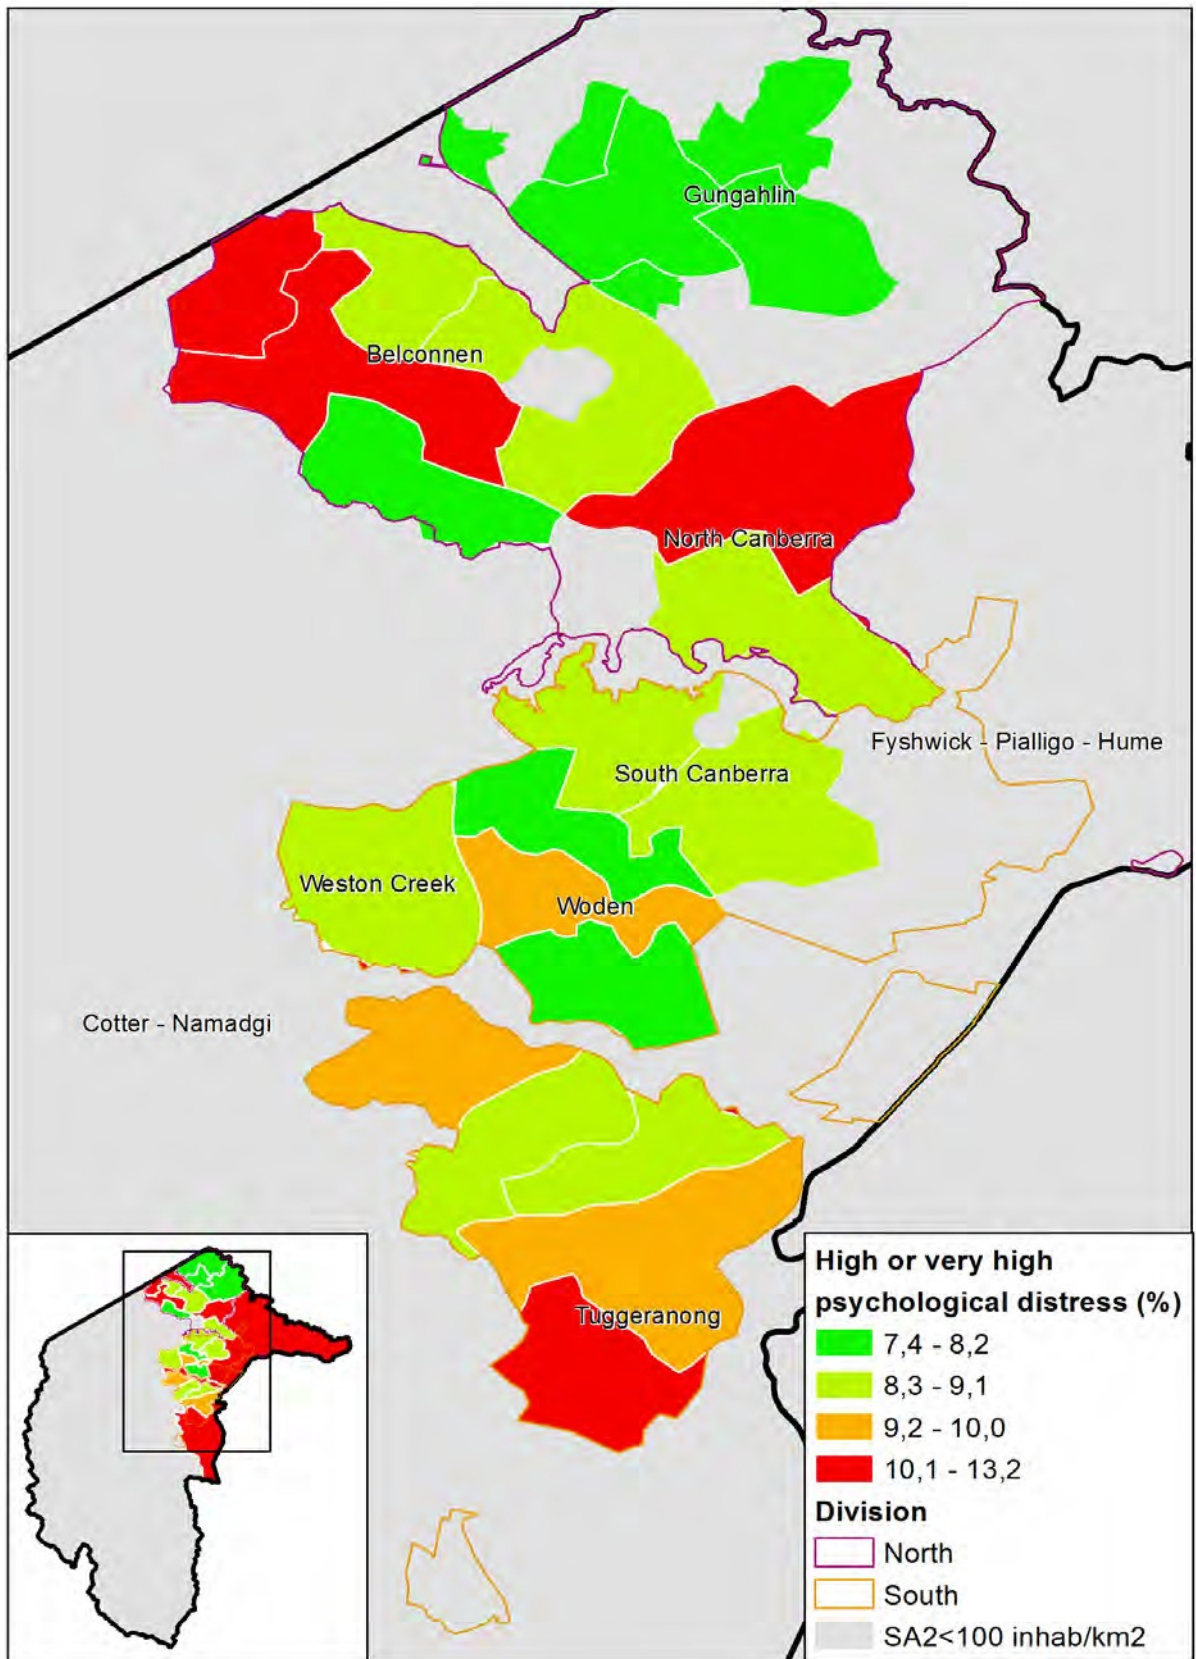 Gungahlin
Belconnen
North Canberra
Fyshwick - Pialligo - Hume
South Canberra
Weston Creek
Woden
Cotter - Namadgi
Tuggeranong
High or very high
psychological distress (%)
7,4 - 8,2
8,3 - 9,1
9,2 - 10,0
10,1 - 13,2
Division
North
South
SA2<100 inhab/km2